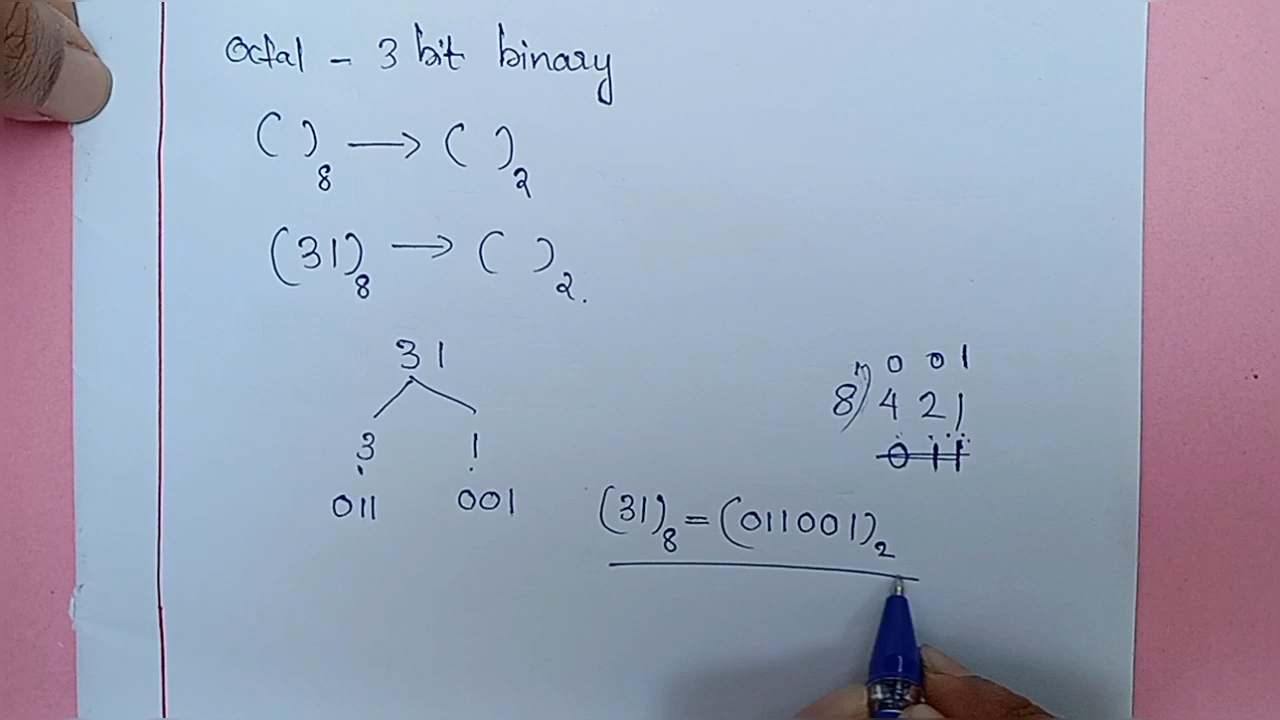 Octal - 3 bit binary
( )₈ → ( )₂
(31)₈ → ( )₂.
31
3 1
011 001
0 0 1
8) 4 2 1
0 1 1
(31)₈ = (011001)₂